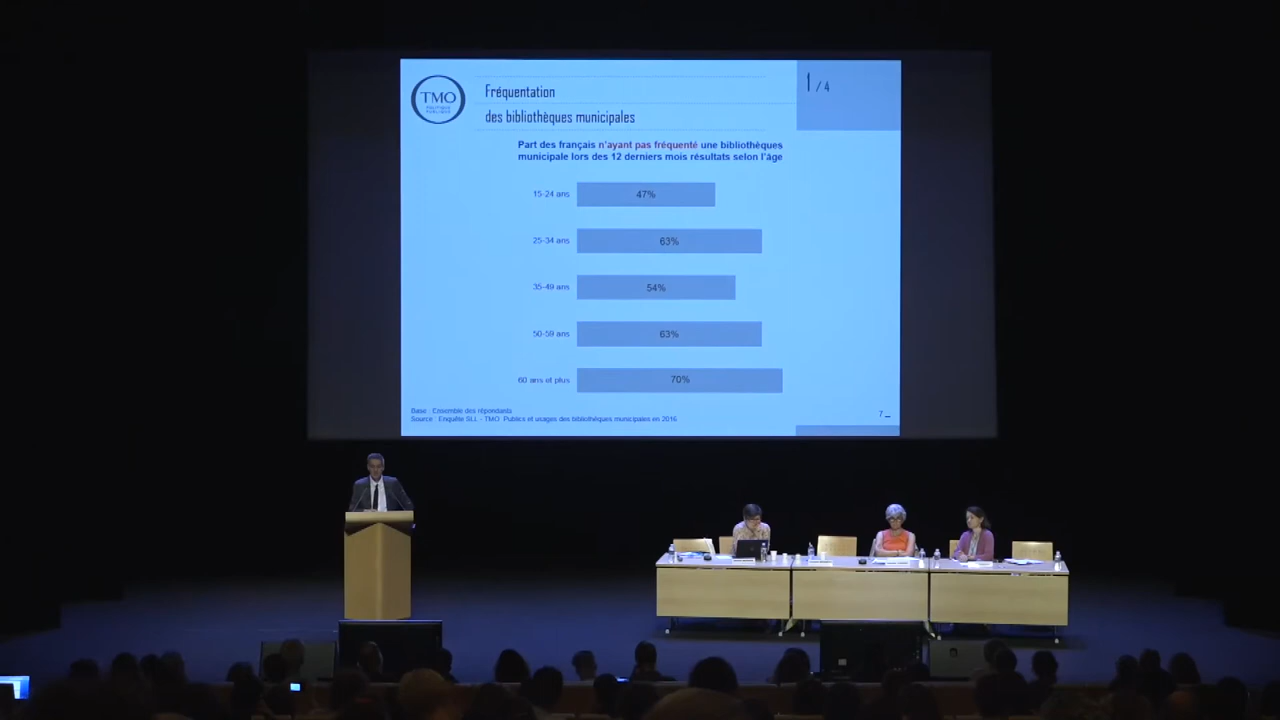 TMO
POLITIQUES
PUBLIQUES
Fréquentation
des bibliothèques municipales
1 / 4
Part des français n'ayant pas fréquenté une bibliothèques
municipale lors des 12 derniers mois résultats selon l'âge
15-24 ans 47%
25-34 ans 63%
35-49 ans 54%
50-59 ans 63%
60 ans et plus 70%
Base : Ensemble des répondants
Source : Enquête SLL - TMO Publics et usages des bibliothèques municipales en 2016
7